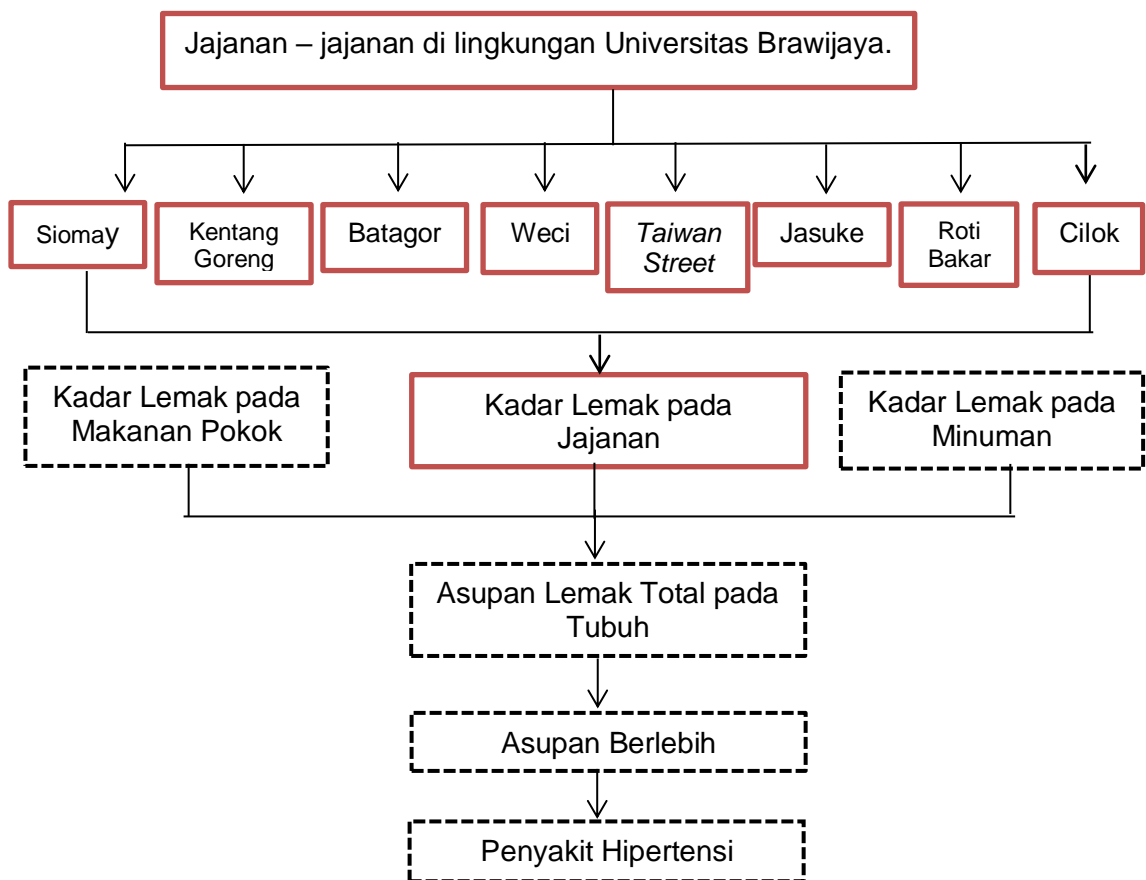 Jajanan – jajanan di lingkungan Universitas Brawijaya.
Siomay
Kentang
Goreng
Batagor
Weci
Taiwan
Street
Jasuke
Roti
Bakar
Cilok
Kadar Lemak pada
Makanan Pokok
Kadar Lemak pada
Jajanan
Kadar Lemak pada
Minuman
Asupan Lemak Total pada
Tubuh
Asupan Berlebih
Penyakit Hipertensi